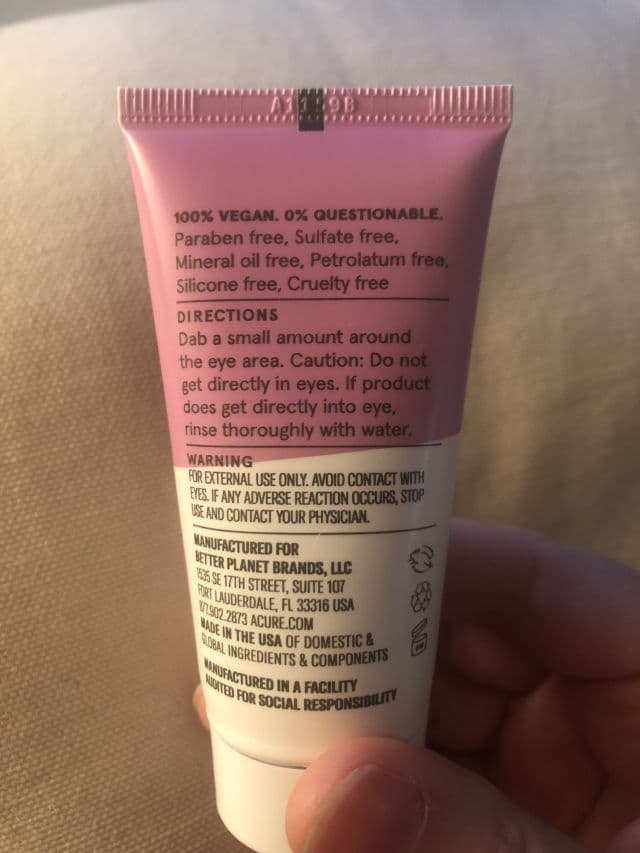 100% VEGAN. 0% QUESTIONABLE.
Paraben free, Sulfate free,
Mineral oil free, Petrolatum free,
Silicone free, Cruelty free
DIRECTIONS
Dab a small amount around
the eye area. Caution: Do not
get directly in eyes. If product
does get directly into eye,
rinse thoroughly with water.
WARNING
FOR EXTERNAL USE ONLY. AVOID CONTACT WITH
EYES. IF ANY ADVERSE REACTION OCCURS, STOP
USE AND CONTACT YOUR PHYSICIAN.
MANUFACTURED FOR
BETTER PLANET BRANDS, LLC
1535 SE 17TH STREET, SUITE 107
FORT LAUDERDALE, FL 33316 USA
877.902.2873 ACURE.COM
MADE IN THE USA OF DOMESTIC &
GLOBAL INGREDIENTS & COMPONENTS
MANUFACTURED IN A FACILITY
AUDITED FOR SOCIAL RESPONSIBILITY